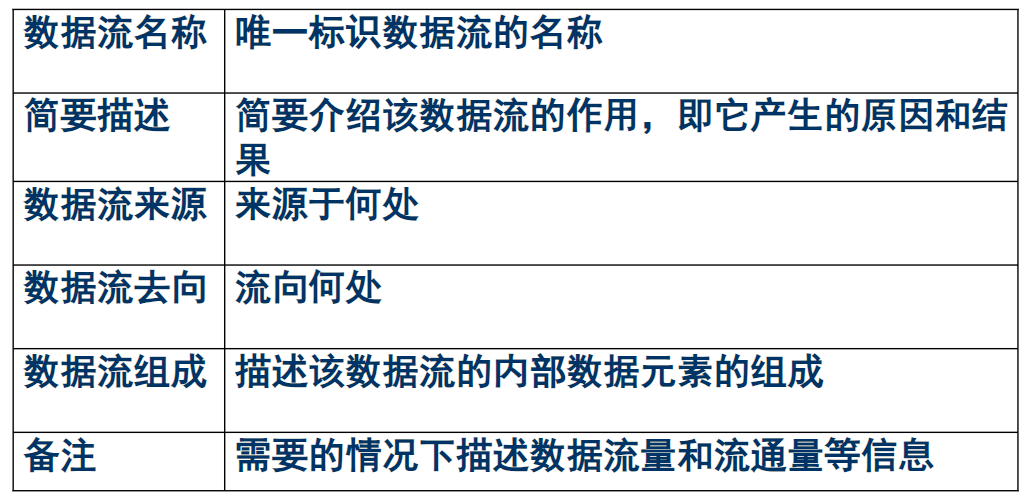 数据流名称 唯一标识数据流的名称
简要描述 简要介绍该数据流的作用，即它产生的原因和结
果
数据流来源 来源于何处
数据流去向 流向何处
数据流组成 描述该数据流的内部数据元素的组成
备注 需要的情况下描述数据流量和流通量等信息